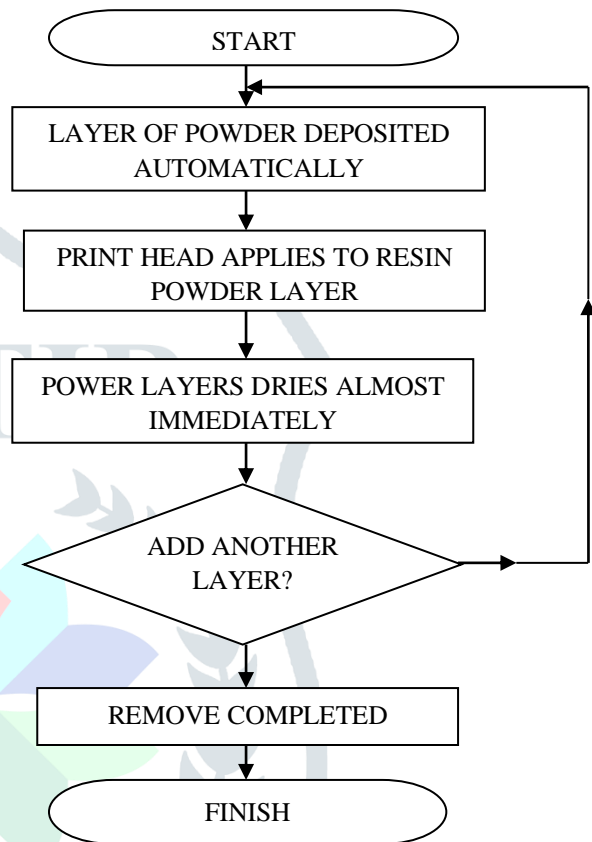 START
LAYER OF POWDER DEPOSITED
AUTOMATICALLY
PRINT HEAD APPLIES TO RESIN
POWDER LAYER
POWER LAYERS DRIES ALMOST
IMMEDIATELY
ADD ANOTHER
LAYER?
REMOVE COMPLETED
FINISH